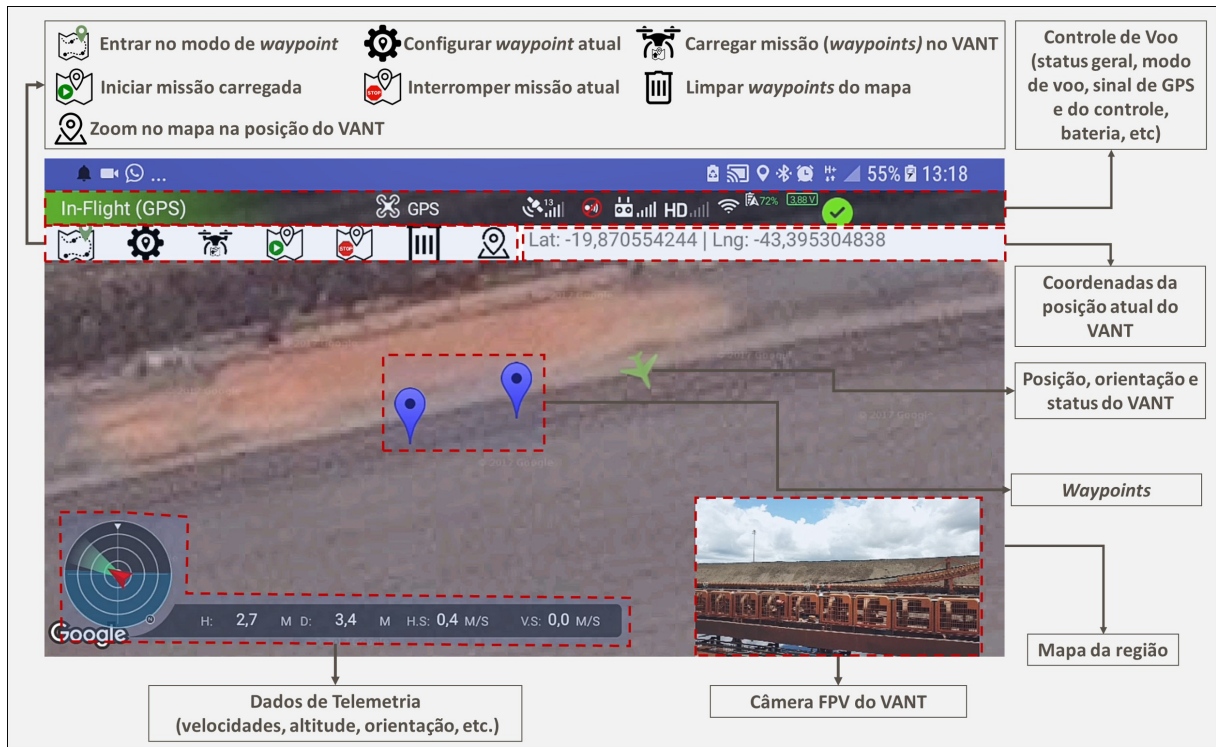 Entrar no modo de waypoint
Configurar waypoint atual
Carregar missão (waypoints) no VANT
Iniciar missão carregada
Interromper missão atual
Limpar waypoints do mapa
Zoom no mapa na posição do VANT
Controle de Voo
(status geral, modo
de voo, sinal de GPS
e do controle,
bateria, etc)
... 55% 13:18
In-Flight (GPS) GPS 13 HD 72% 3.88 V
STOP
Lat: -19,870554244 | Lng: -43,395304838
Coordenadas da
posição atual do
VANT
Posição, orientação e
status do VANT
© 2017 Google
© 2017 Google
Waypoints
H: 2,7 M D: 3,4 M H.S: 0,4 M/S V.S: 0,0 M/S
Google
Mapa da região
Dados de Telemetria
(velocidades, altitude, orientação, etc.)
Câmera FPV do VANT